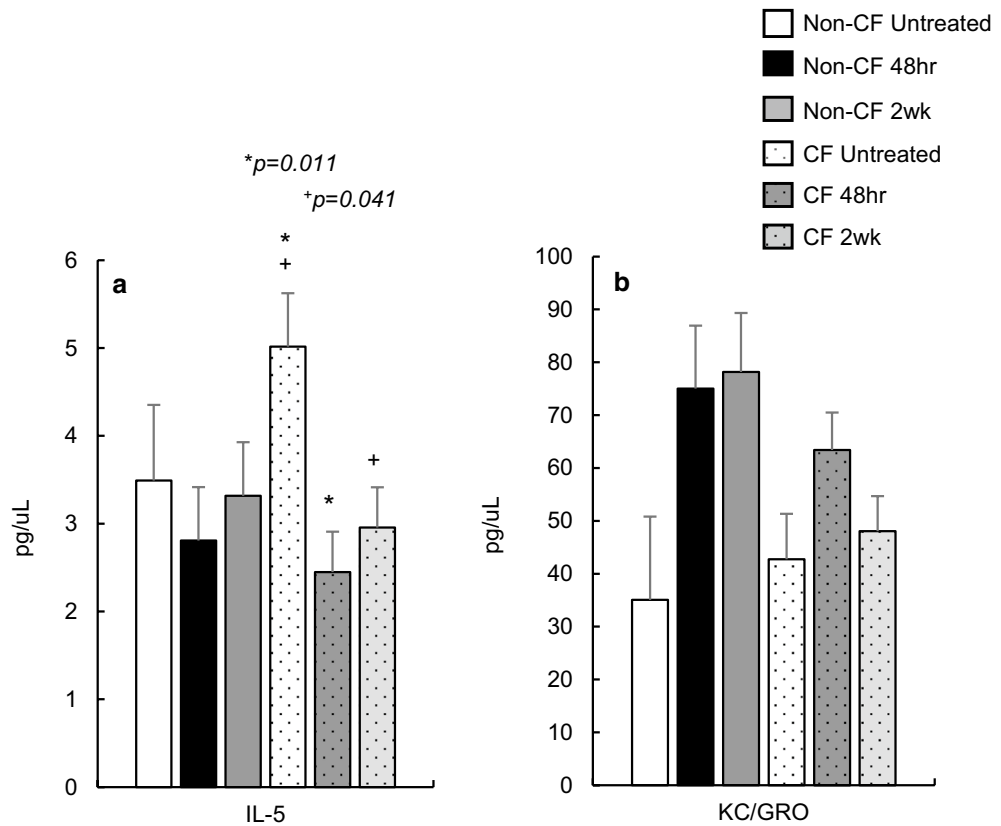 Non-CF Untreated
Non-CF 48hr
Non-CF 2wk
CF Untreated
CF 48hr
CF 2wk
*p=0.011
+p=0.041
a
*
+
*
+
6
5
4
3
2
1
0
pg/uL
IL-5
b
100
90
80
70
60
50
40
30
20
10
0
pg/uL
KC/GRO